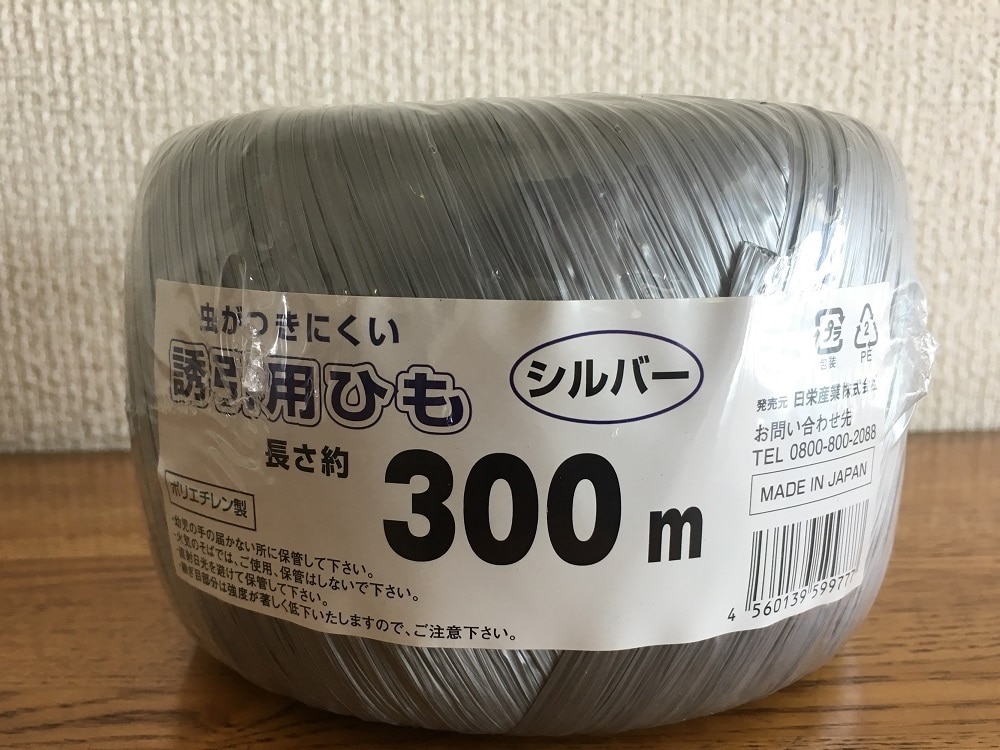 虫がつきにくい
誘引用ひも
シルバー
長さ約
300m
ポリエチレン製
・幼児の手の届かない所に保管して下さい。
・火気のそばでは、ご使用、保管はしないで下さい。
・直射日光を避けて保管して下さい。
・継ぎ目部分は強度が著しく低下いたしますので、ご注意下さい。
プラ
包装
2
PE
発売元 日栄産業株式会社
お問い合わせ先
TEL 0800-800-2088
MADE IN JAPAN
4 560139 599777